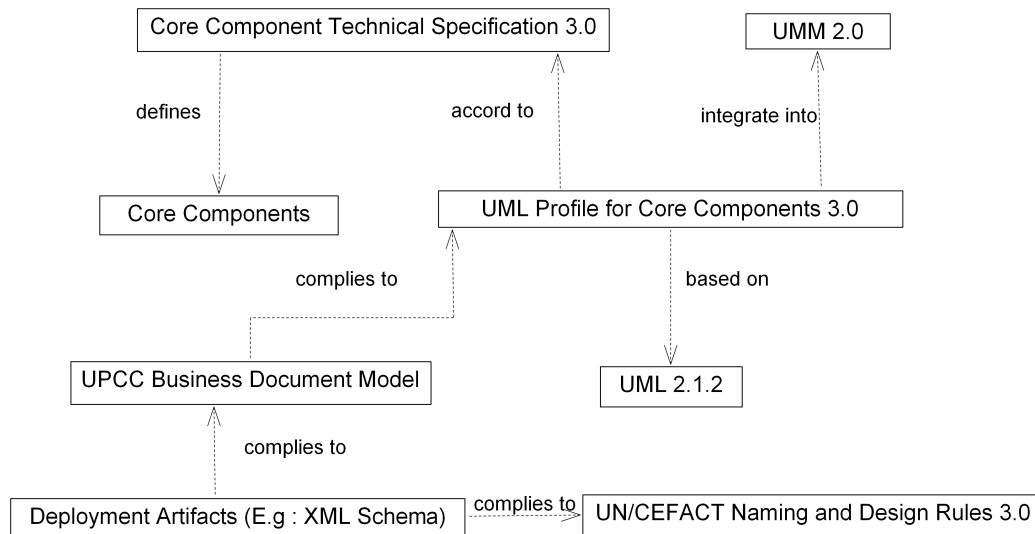 Core Component Technical Specification 3.0
UMM 2.0
defines
accord to
integrate into
Core Components
UML Profile for Core Components 3.0
complies to
based on
UPCC Business Document Model
UML 2.1.2
complies to
Deployment Artifacts (E.g : XML Schema)
complies to
UN/CEFACT Naming and Design Rules 3.0